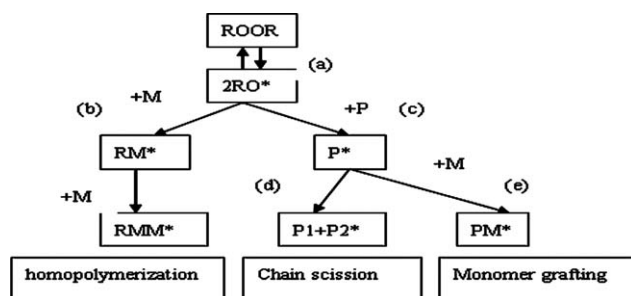 ROOR
(a)
2RO*
(b) +M +P (c)
RM* P*
+M (d) +M (e)
RMM* P1+P2* PM*
homopolymerization Chain scission Monomer grafting